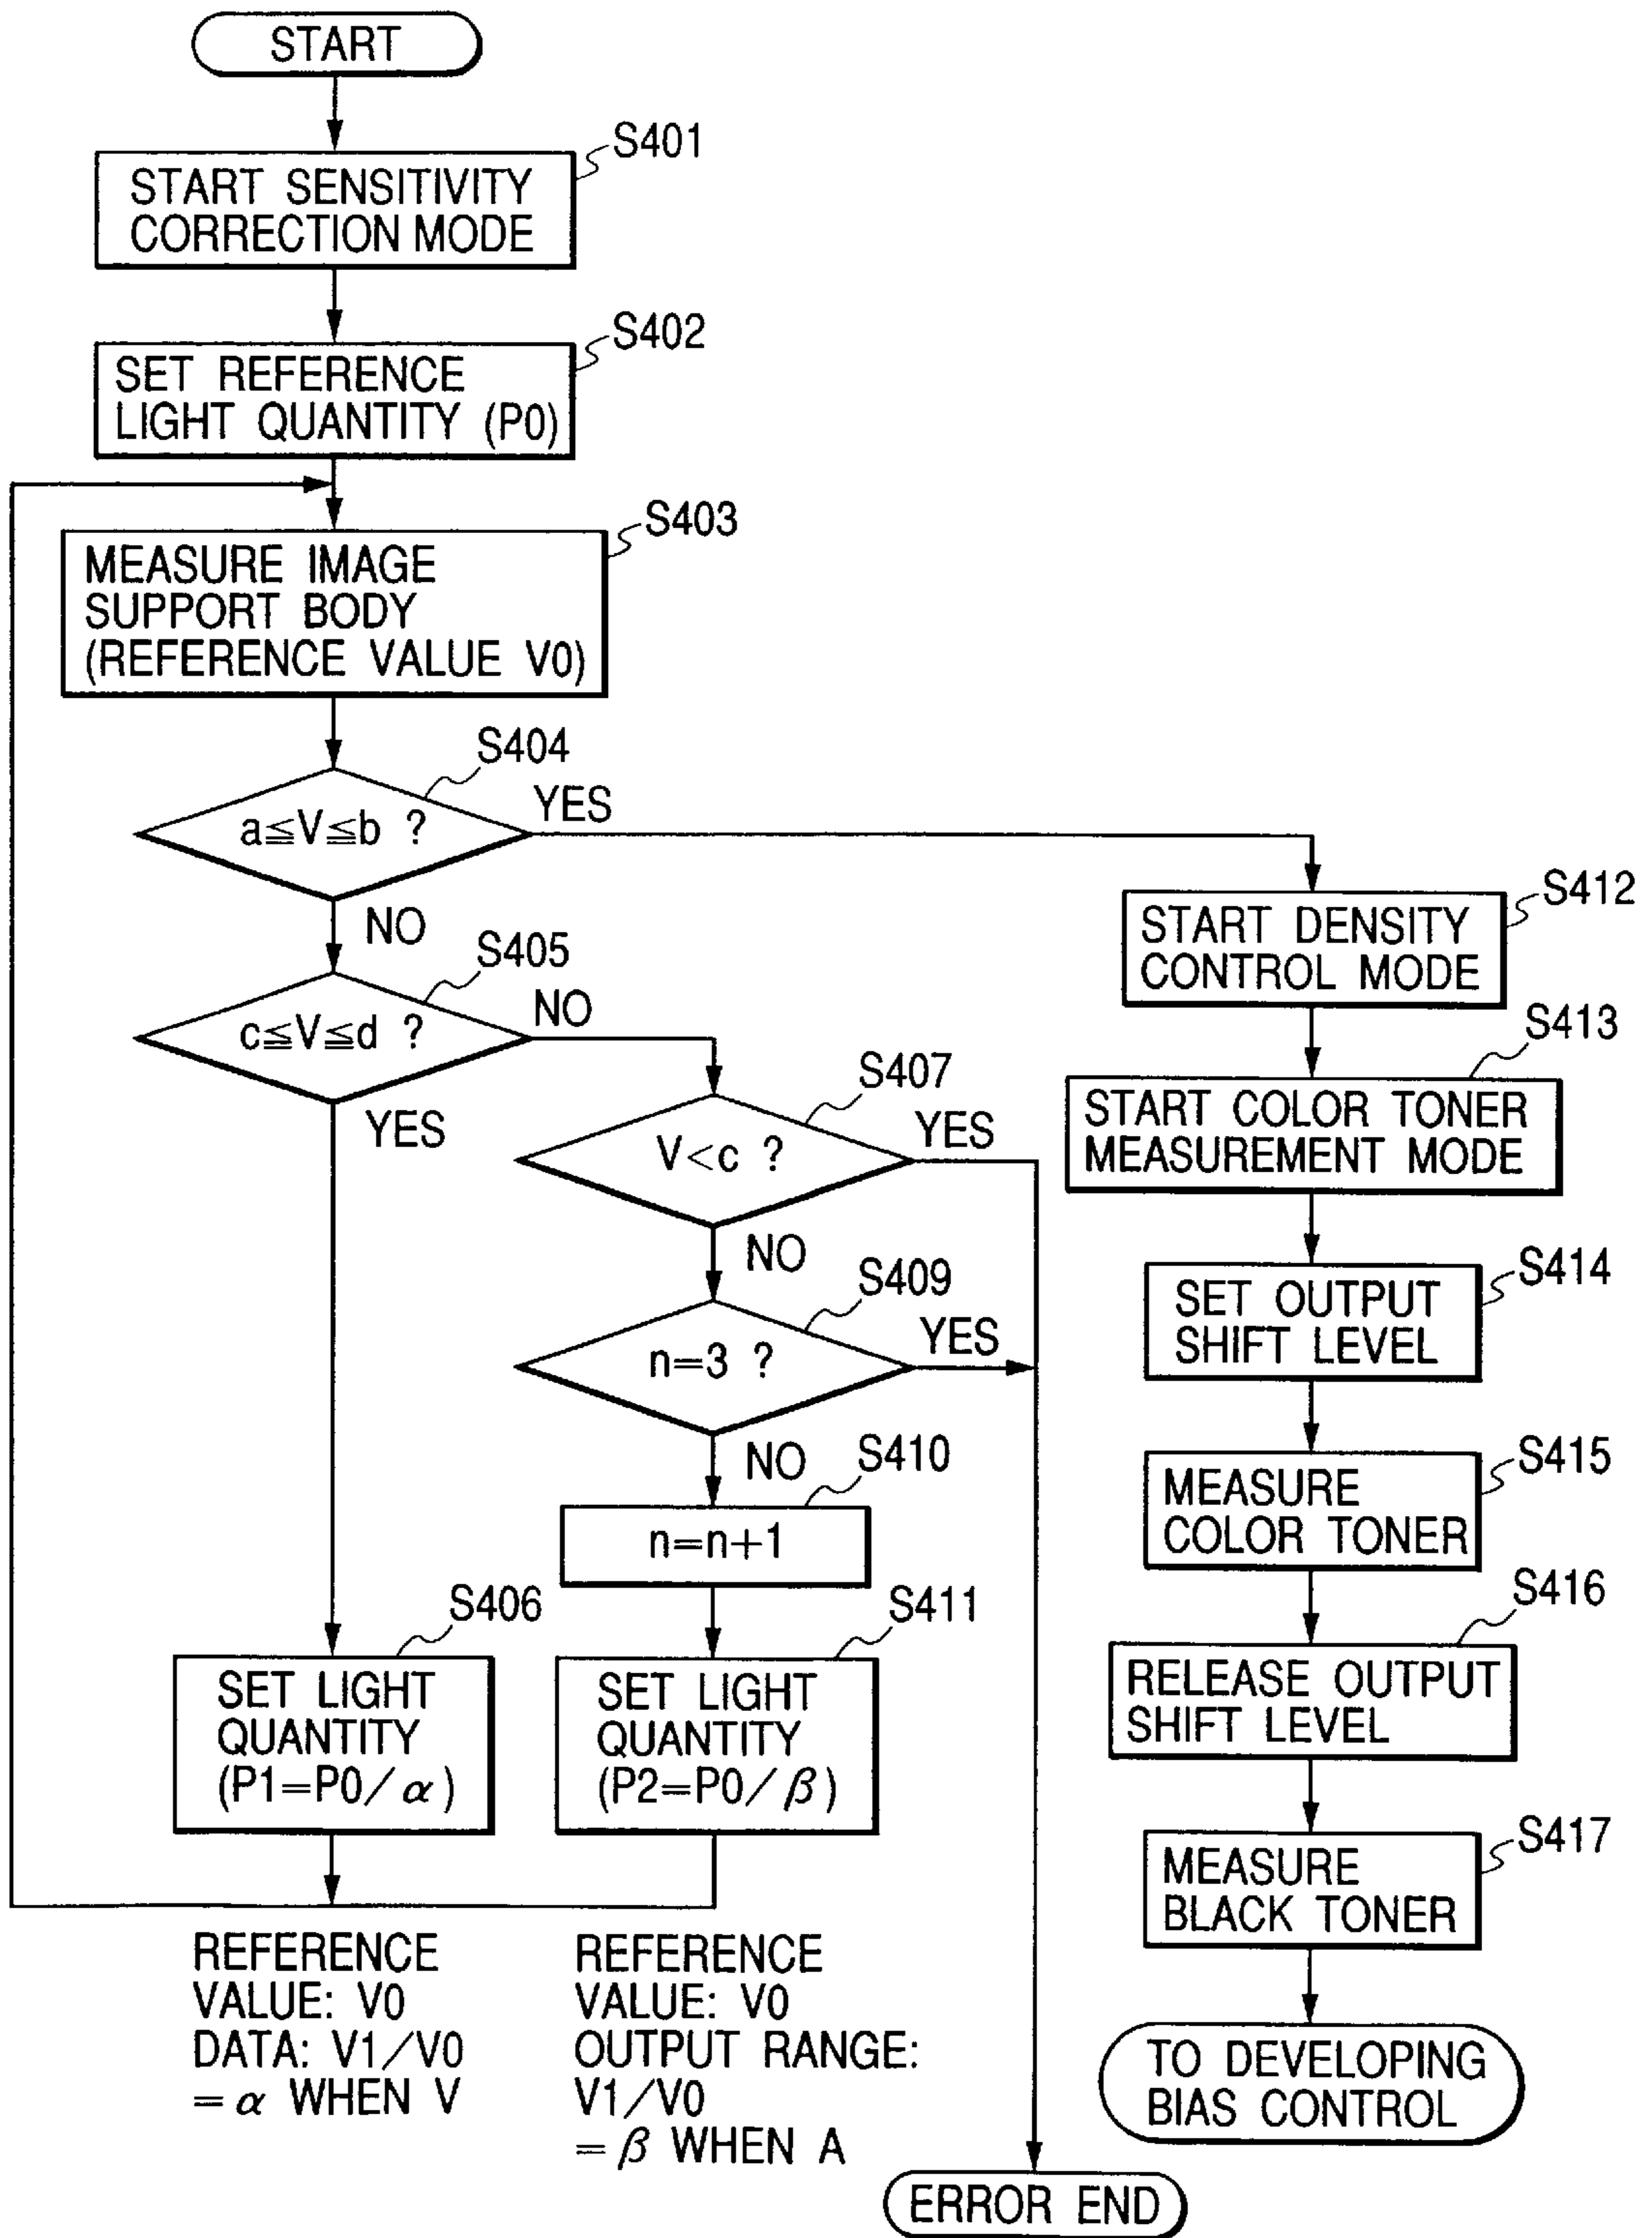 START
S401
START SENSITIVITY
CORRECTION MODE
S402
SET REFERENCE
LIGHT QUANTITY (P0)
S403
MEASURE IMAGE
SUPPORT BODY
(REFERENCE VALUE V0)
S404
a≦V≦b ?
YES
NO
S405
c≦V≦d ?
NO
YES
S407
V<c ?
YES
NO
S409
n=3 ?
YES
NO
S410
n=n+1
S406
SET LIGHT
QUANTITY
(P1=P0/α)
S411
SET LIGHT
QUANTITY
(P2=P0/β)
REFERENCE
VALUE: V0
DATA: V1/V0
=α WHEN V
REFERENCE
VALUE: V0
OUTPUT RANGE:
V1/V0
=β WHEN A
ERROR END
S412
START DENSITY
CONTROL MODE
S413
START COLOR TONER
MEASUREMENT MODE
S414
SET OUTPUT
SHIFT LEVEL
S415
MEASURE
COLOR TONER
S416
RELEASE OUTPUT
SHIFT LEVEL
S417
MEASURE
BLACK TONER
TO DEVELOPING
BIAS CONTROL